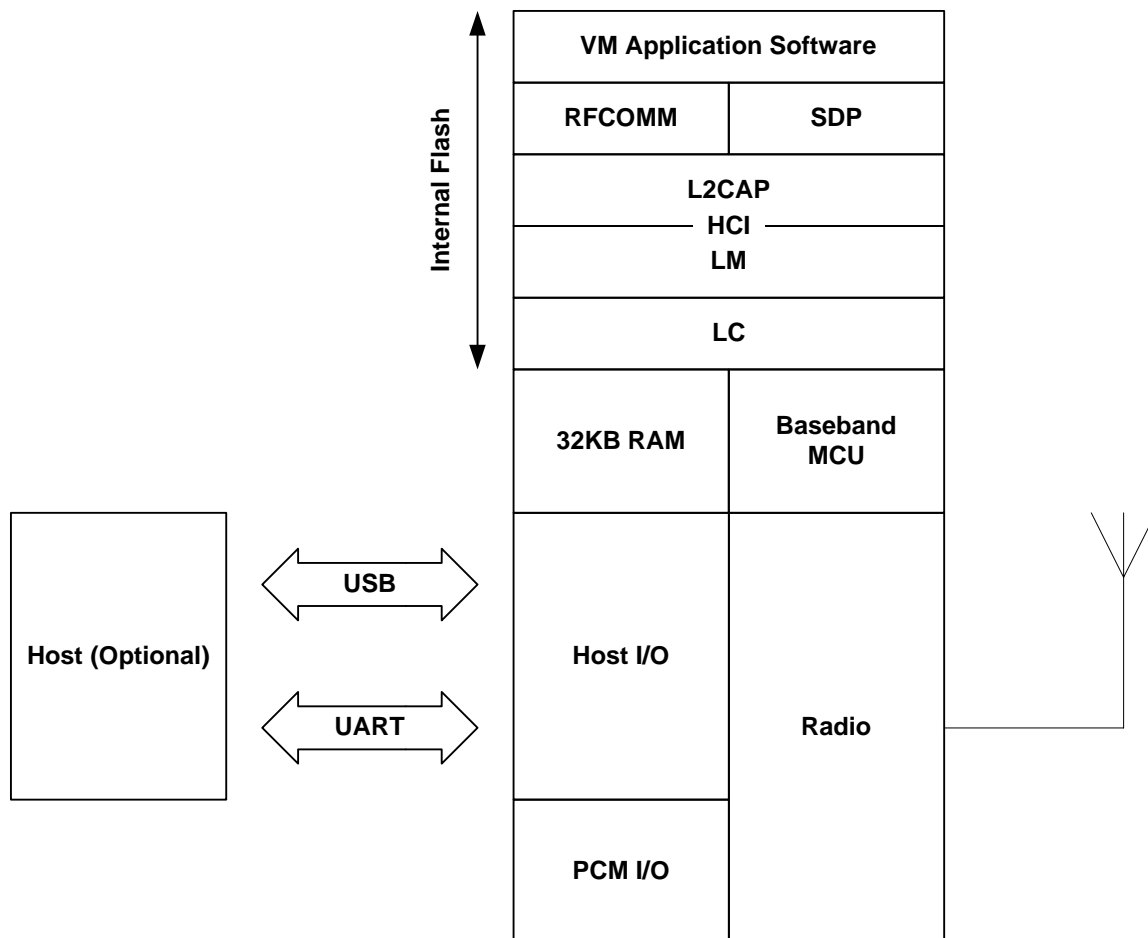 VM Application Software
RFCOMM
SDP
Internal Flash
L2CAP
HCI
LM
LC
32KB RAM
Baseband
MCU
USB
Host (Optional)
Host I/O
UART
Radio
PCM I/O